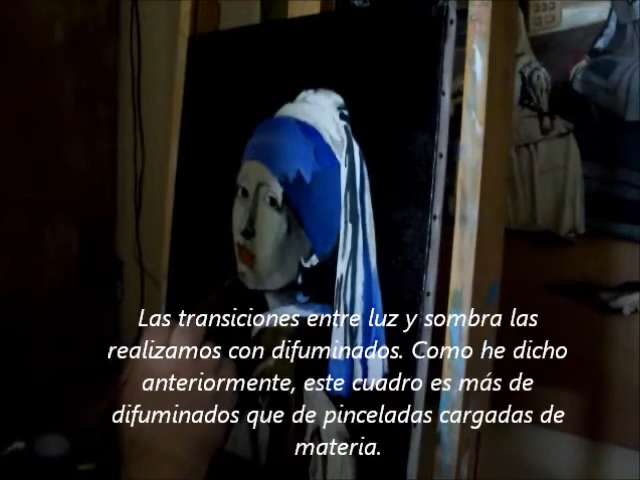 Las transiciones entre luz y sombra las
realizamos con difuminados. Como he dicho
anteriormente, este cuadro es más de
difuminados que de pinceladas cargadas de
materia.